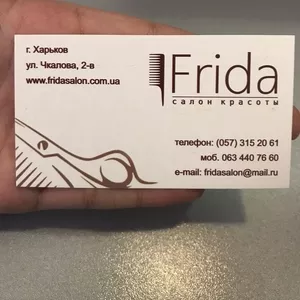 г. Харьков
ул. Чкалова, 2-в
www.fridasalon.com.ua
Frida
салон красоты
телефон: (057) 315 20 61
моб. 063 440 76 60
e-mail: fridasalon@mail.ru